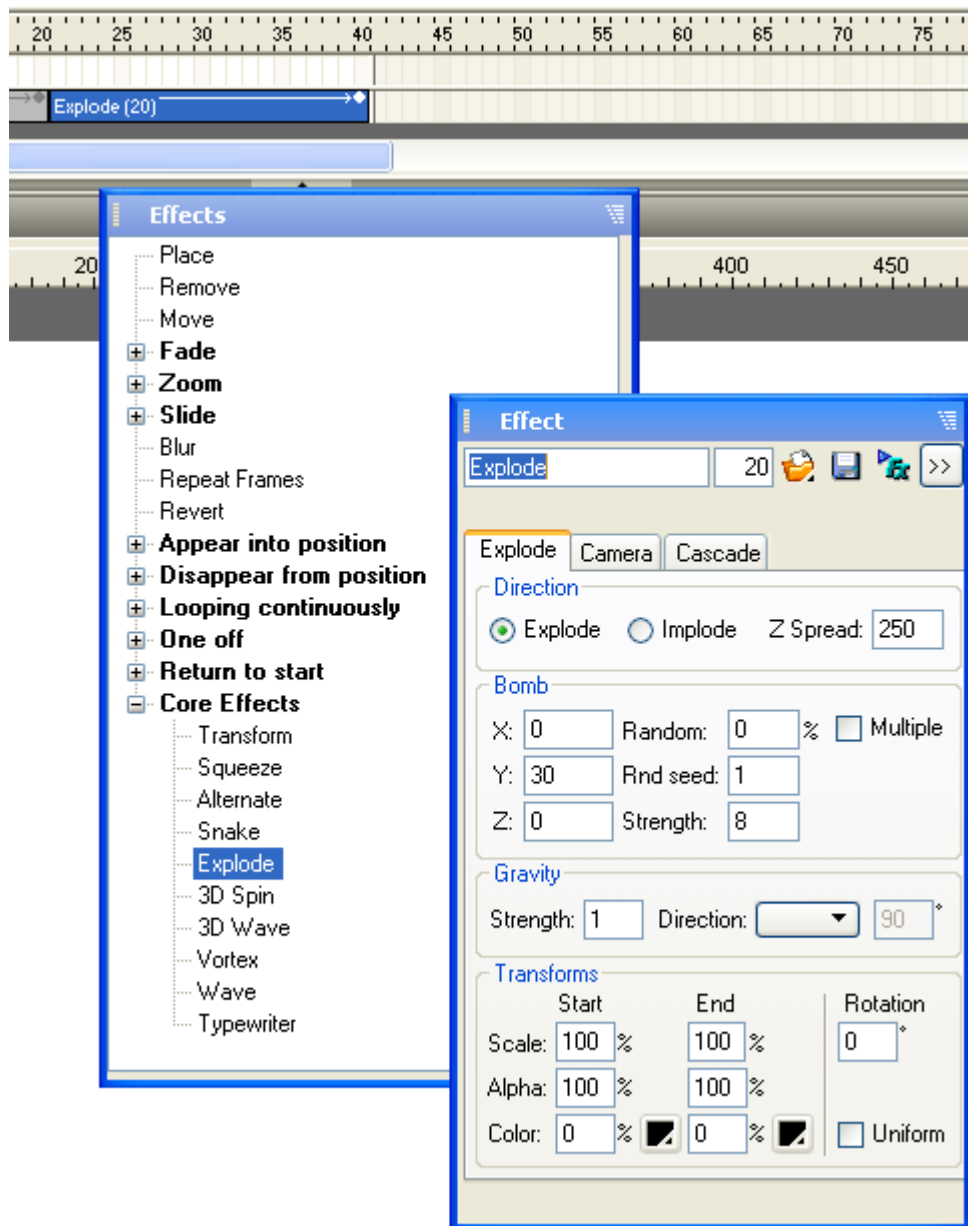 20 25 30 35 40 45 50 55 60 65 70 75
Explode (20)
20 400 450
Effects
Place
Remove
Move
Fade
Zoom
Slide
Blur
Repeat Frames
Revert
Appear into position
Disappear from position
Looping continuously
One off
Return to start
Core Effects
Transform
Squeeze
Alternate
Snake
Explode
3D Spin
3D Wave
Vortex
Wave
Typewriter
Effect
Explode 20 Fx >>
Explode Camera Cascade
Direction
Explode Implode Z Spread: 250
Bomb
X: 0 Random: 0 % Multiple
Y: 30 Rnd seed: 1
Z: 0 Strength: 8
Gravity
Strength: 1 Direction: 90 °
Transforms
Start End Rotation
Scale: 100 % 100 % 0 °
Alpha: 100 % 100 %
Color: 0 % 0 % Uniform